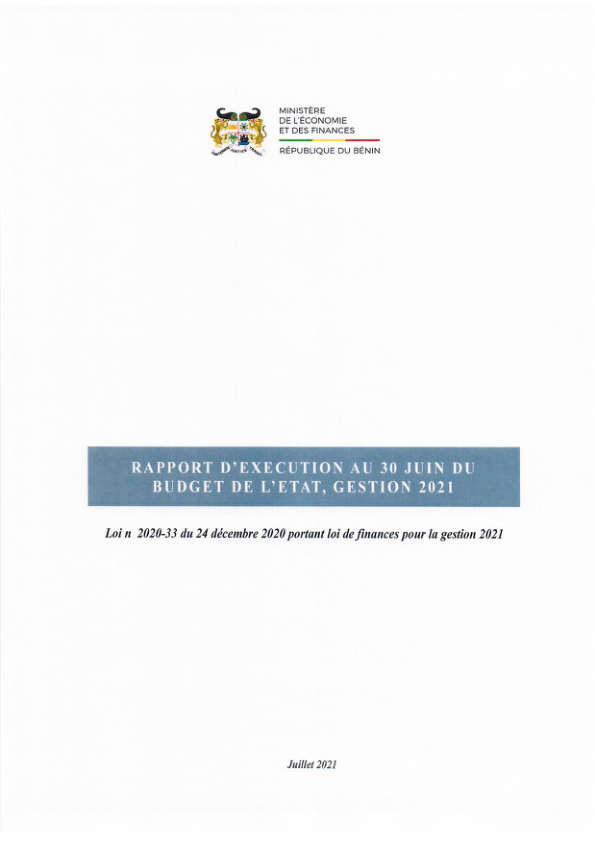 MINISTÈRE
DE L'ÉCONOMIE
ET DES FINANCES
RÉPUBLIQUE DU BÉNIN
RAPPORT D'EXECUTION AU 30 JUIN DU
BUDGET DE L'ETAT, GESTION 2021
Loi n 2020-33 du 24 décembre 2020 portant loi de finances pour la gestion 2021
Juillet 2021